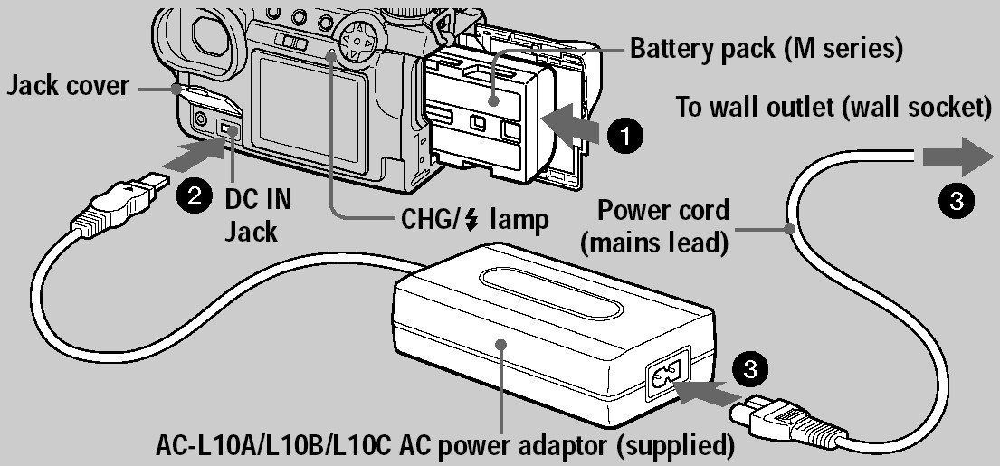 Battery pack (M series)
Jack cover
To wall outlet (wall socket)
1
2
DC IN
Jack
CHG/⚡ lamp
Power cord
(mains lead)
3
3
AC-L10A/L10B/L10C AC power adaptor (supplied)